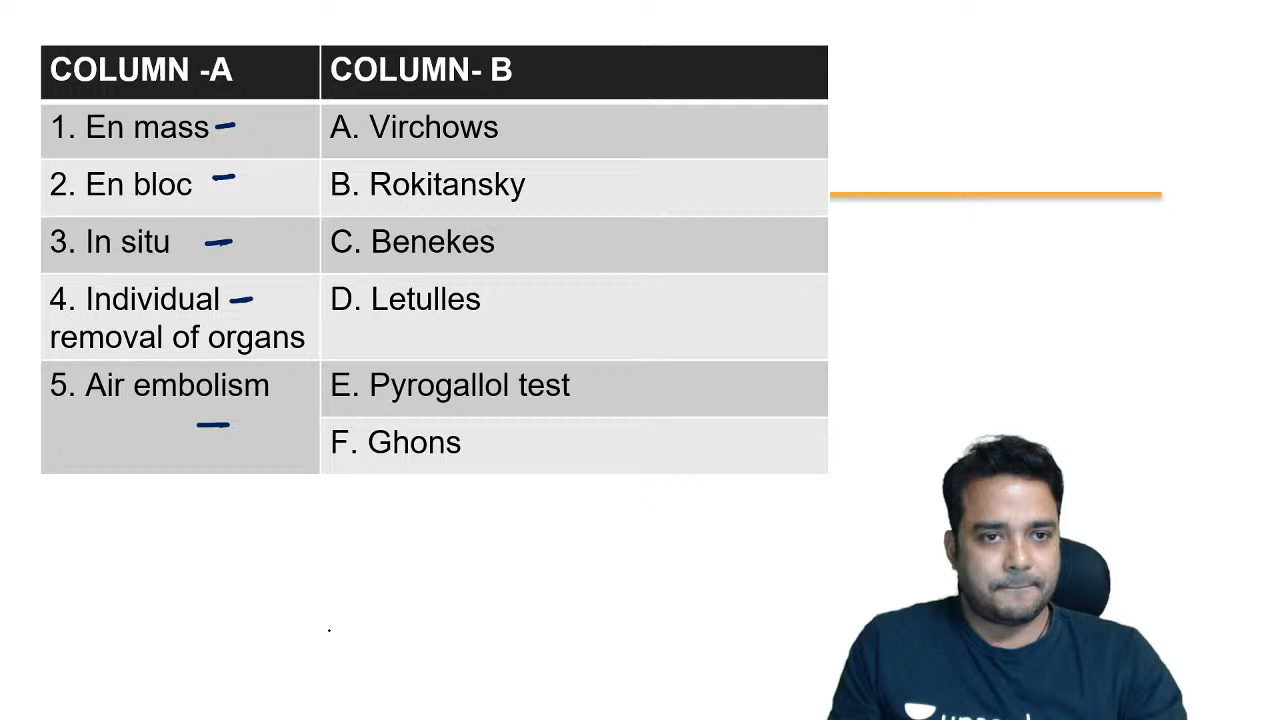 COLUMN -A COLUMN- B
1. En mass A. Virchows
2. En bloc B. Rokitansky
3. In situ C. Benekes
4. Individual D. Letulles
removal of organs
5. Air embolism E. Pyrogallol test
F. Ghons